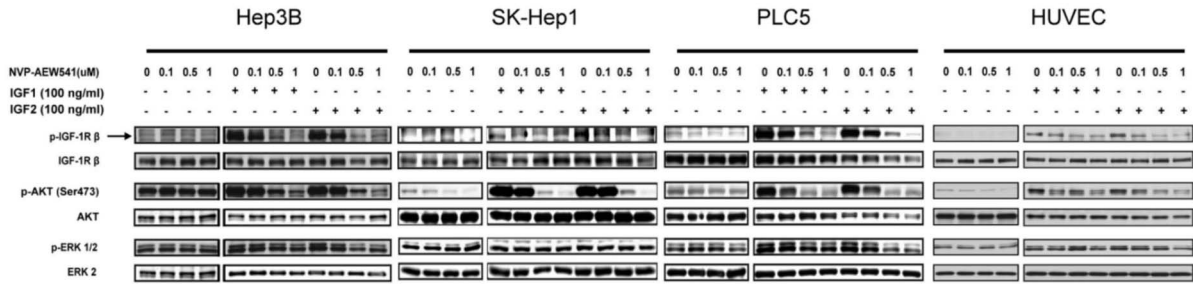 Hep3B SK-Hep1 PLC5 HUVEC
NVP-AEW541(uM) 0 0.1 0.5 1 0 0.1 0.5 1 0 0.1 0.5 1 0 0.1 0.5 1 0 0.1 0.5 1 0 0.1 0.5 1 0 0.1 0.5 1 0 0.1 0.5 1 0 0.1 0.5 1 0 0.1 0.5 1 0 0.1 0.5 1 0 0.1 0.5 1
IGF1 (100 ng/ml) - - - - + + + + - - - - - - - - + + + + - - - - - - - - + + + + - - - - - - - - + + + + - - - -
IGF2 (100 ng/ml) - - - - - - - - + + + + - - - - - - - - + + + + - - - - - - - - + + + + - - - - - - - - + + + +
p-IGF-1R β
IGF-1R β
p-AKT (Ser473)
AKT
p-ERK 1/2
ERK 2